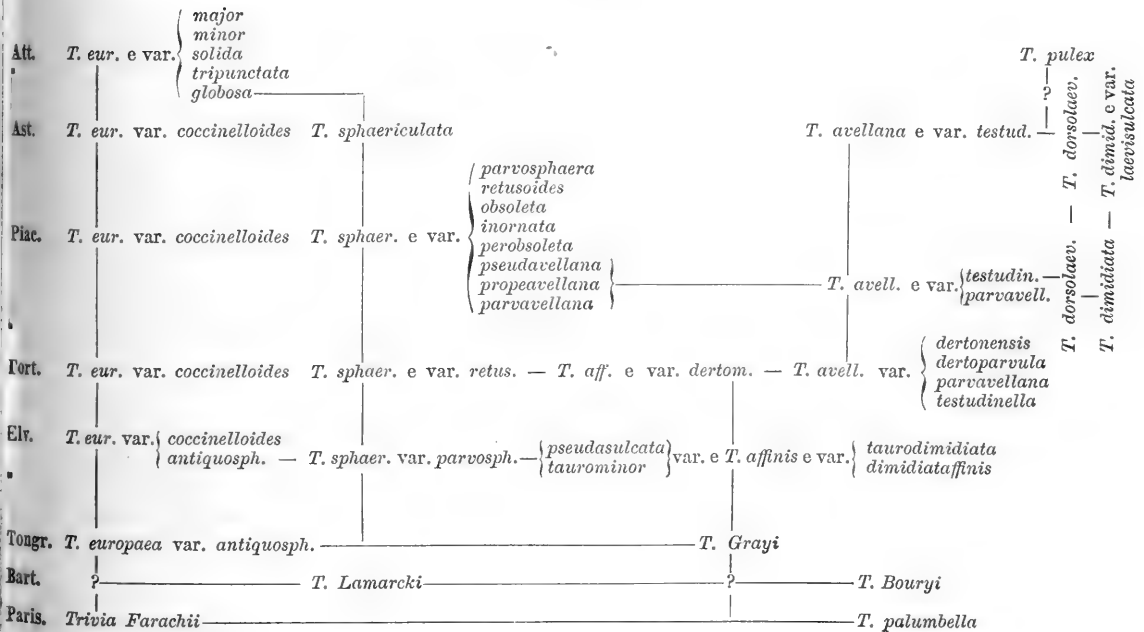 major
minor
Att. T. eur. e var. solida T. pulex
tripunctata
globosa ?
Ast. T. eur. var. coccinelloides T. sphaericulata T. avellana e var. testud. — T. dorsolaev. — T. dimid. e var. laevisulcata
parvosphaera
retusoides
obsoleta
Piac. T. eur. var. coccinelloides T. sphaer. e var. inornata
perobsoleta
pseudavellana
propeavellana T. avell. e var. testudin. — T. dorsolaev.
parvavellana parvavell. — T. dimidiata
dertonensis
Tort. T. eur. var. coccinelloides T. sphaer. e var. retus. — T. aff. e var. dertom. — T. avell. var. dertoparvula
parvavellana
testudinella
Elv. T. eur. var. coccinelloides pseudasulcata taurodimidiata
antiquosph. — T. sphaer. var. parvosph. — taurominor var. e T. affinis e var. dimidiataffinis
Tongr. T. europaea var. antiquosph. T. Grayi
Bart. ? T. Lamarcki ? T. Bouryi
Paris. Trivia Farachii T. palumbella